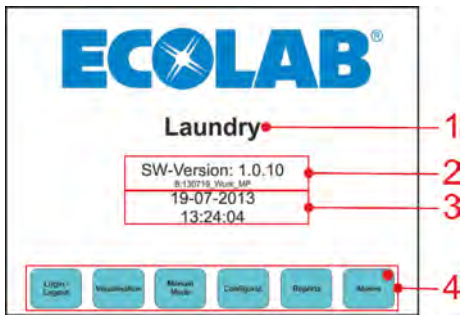 ECOLAB®
Laundry 1
SW-Version: 1.0.10 2
B:130719_Work_MP
19-07-2013 3
13:24:04
Login - Logout Visualisation Manual Mode Configurat. Reports Alarms 4